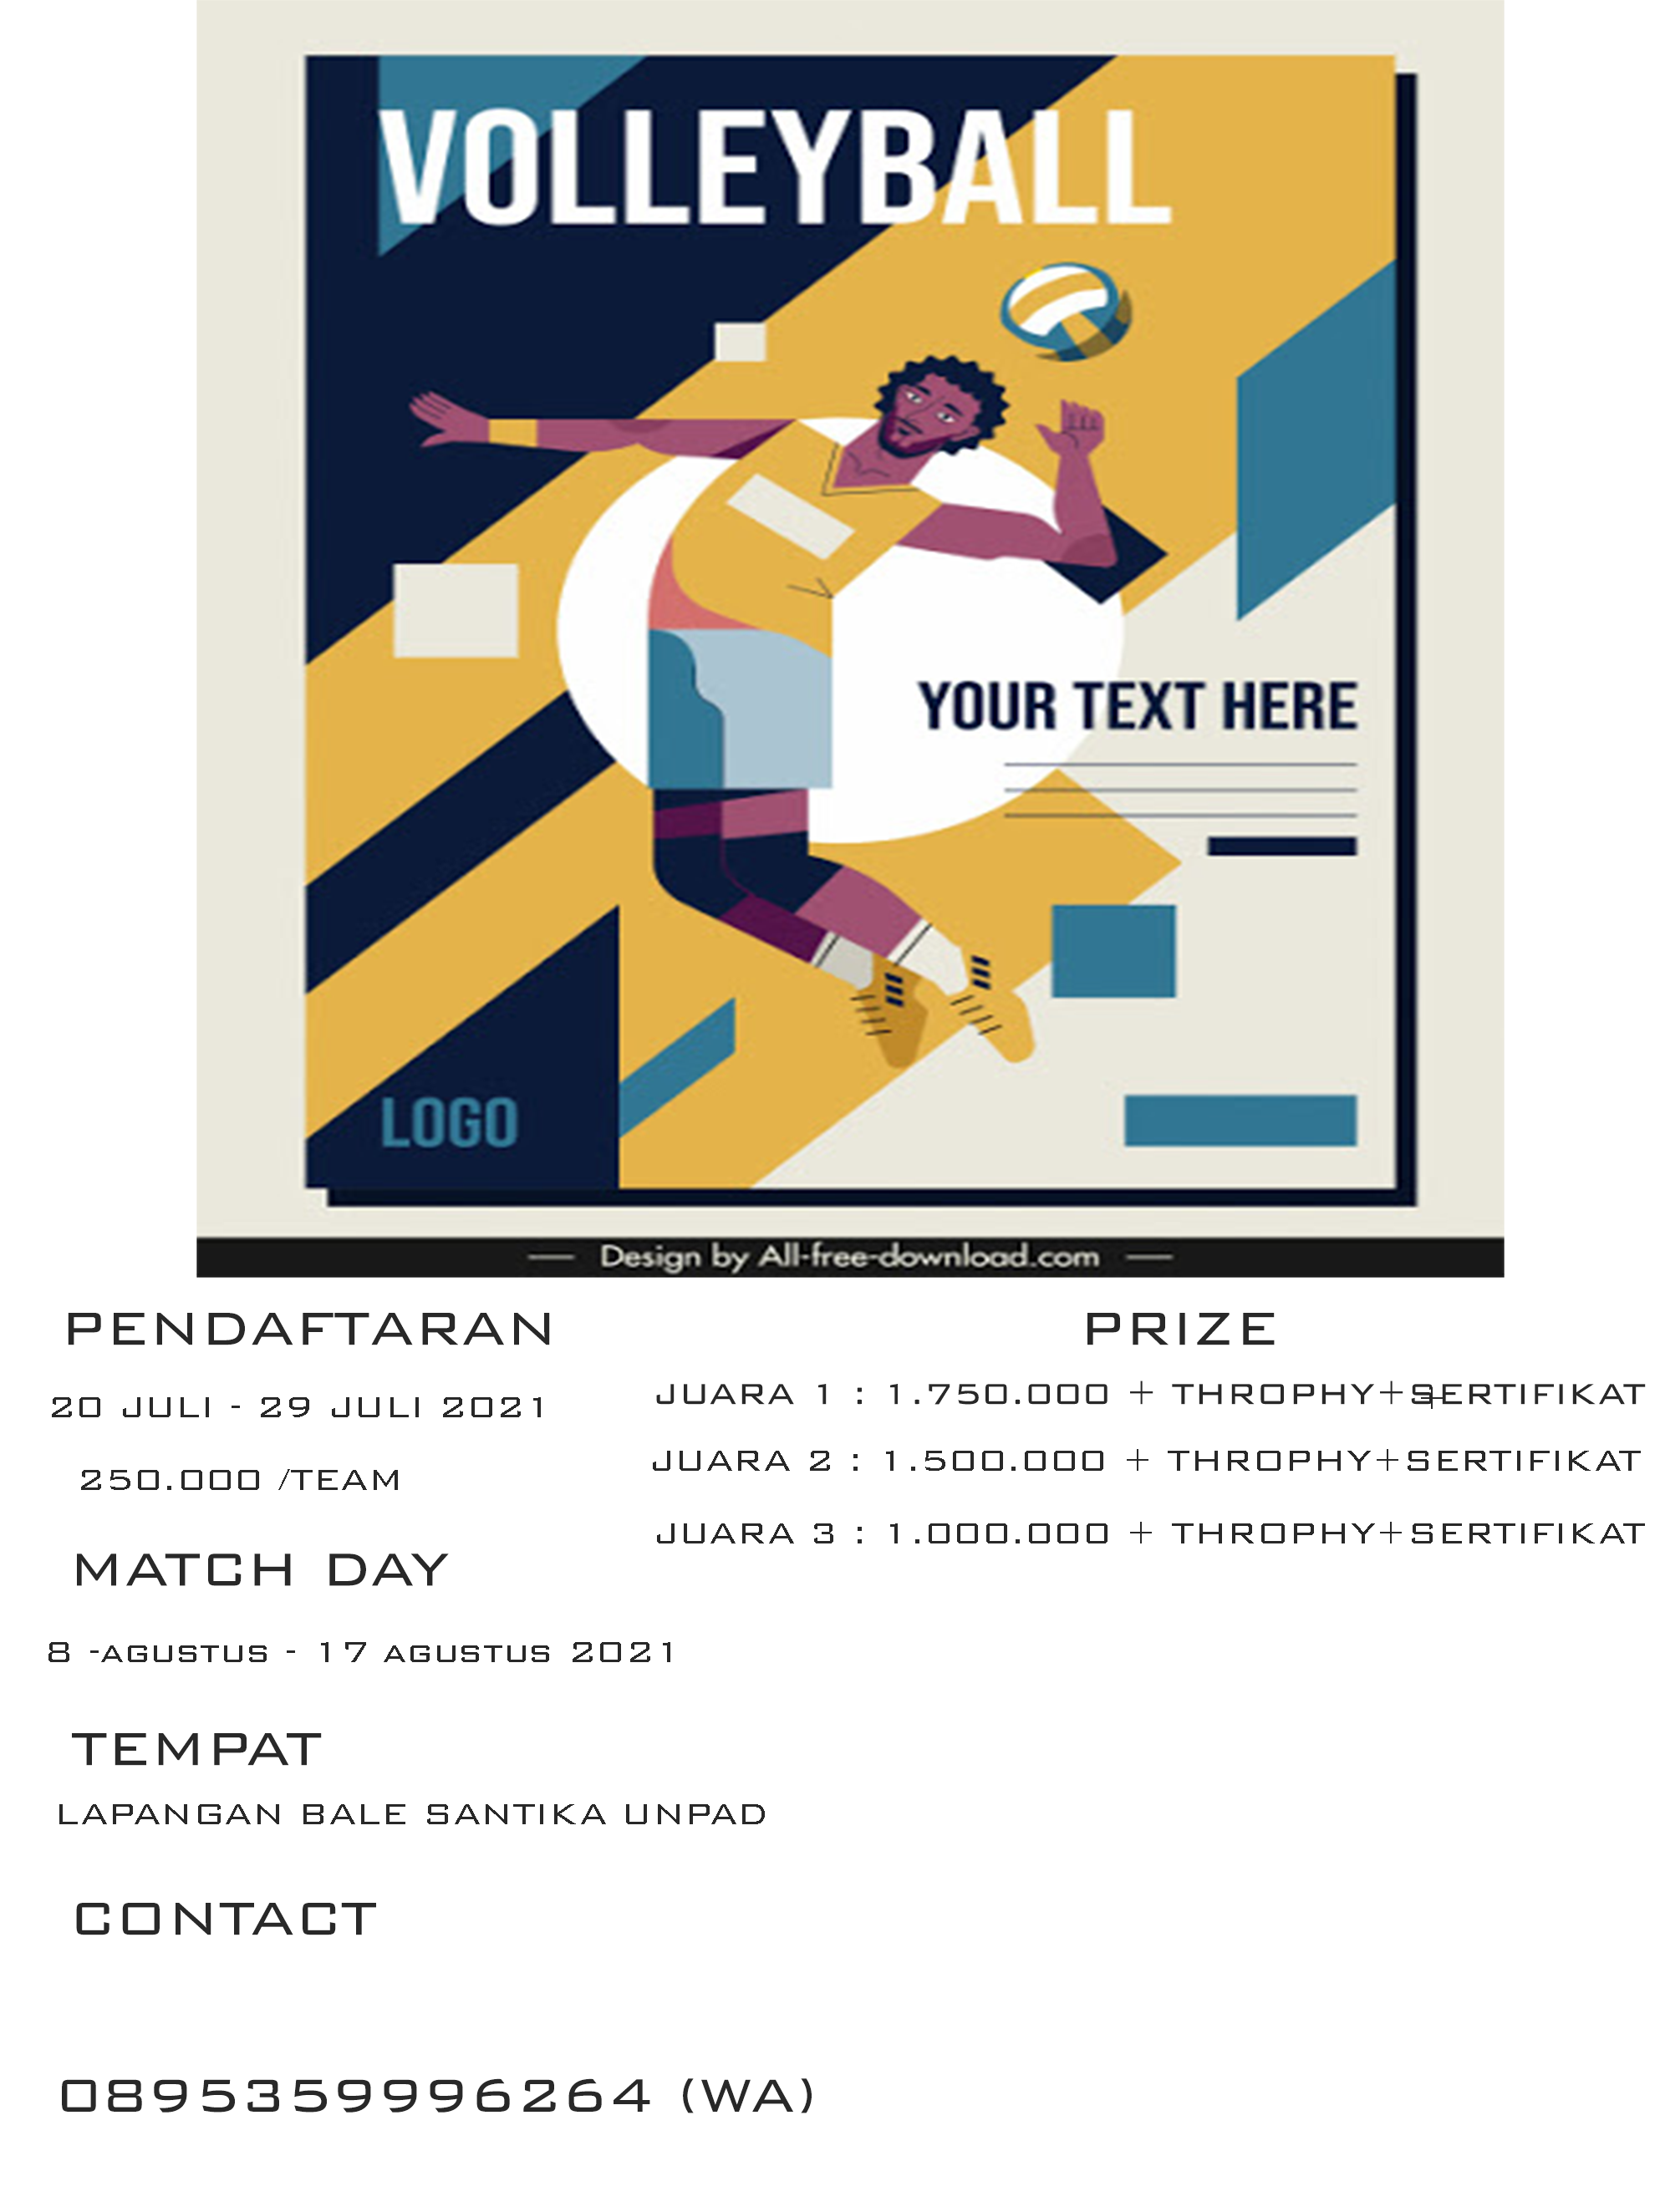 VOLLEYBALL
YOUR TEXT HERE
LOGO
Design by All-free-download.com
PENDAFTARAN
20 JULI - 29 JULI 2021
250.000 /TEAM
MATCH DAY
8 -AGUSTUS - 17 AGUSTUS 2021
TEMPAT
LAPANGAN BALE SANTIKA UNPAD
CONTACT
0895359996264 (WA)
PRIZE
JUARA 1 : 1.750.000 + THROPHY+SERTIFIKAT
JUARA 2 : 1.500.000 + THROPHY+SERTIFIKAT
JUARA 3 : 1.000.000 + THROPHY+SERTIFIKAT